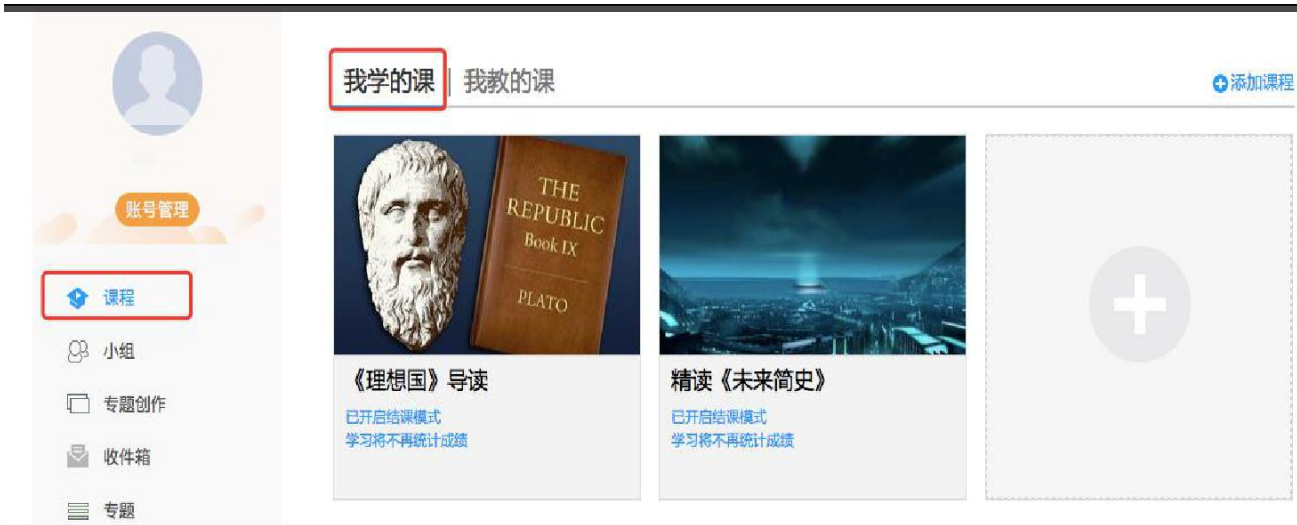 账号管理
课程
小组
专题创作
收件箱
专题
我学的课 | 我教的课
添加课程
THE
REPUBLIC
Book IX
PLATO
《理想国》导读
已开启结课模式
学习将不再统计成绩
精读《未来简史》
已开启结课模式
学习将不再统计成绩